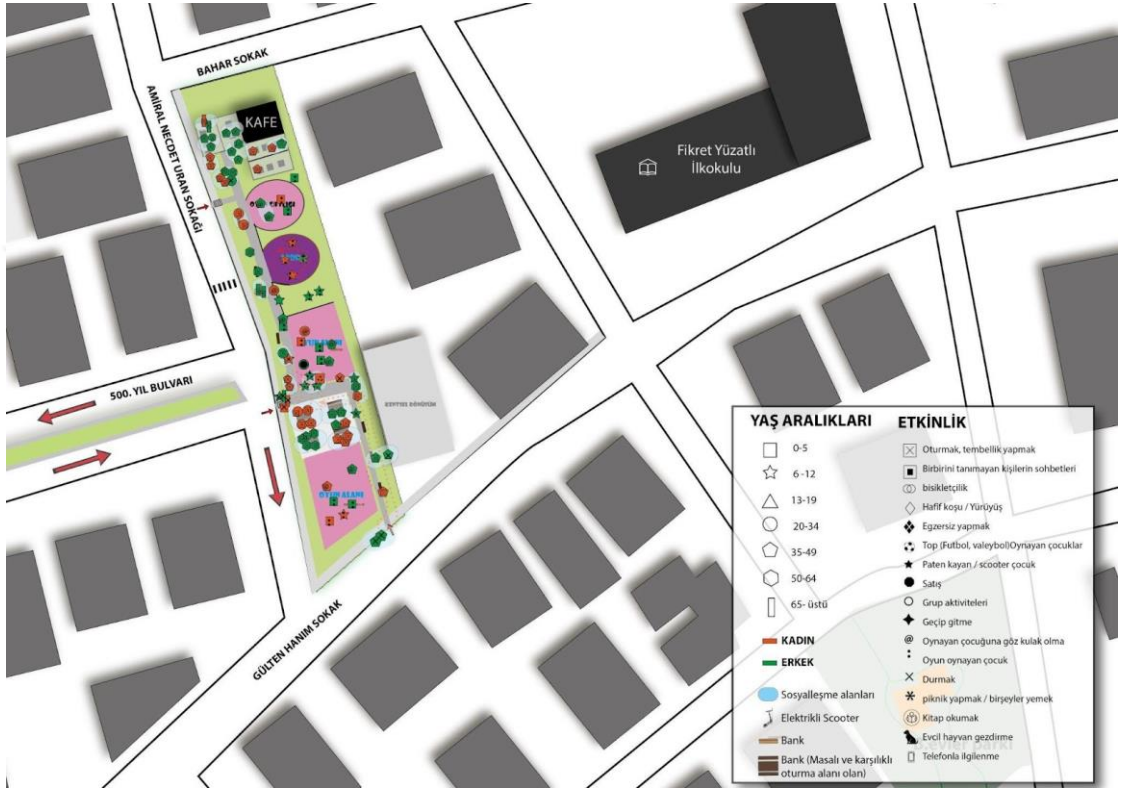 BAHAR SOKAK
AMİRAL NECDET URAN SOKAĞI
KAFE
Fikret Yüzatlı
İlkokulu
500. YIL BULVARI
KENTSEL DÖNÜŞÜM
OYUN ALANI
GÜLTEN HANIM SOKAK
YAŞ ARALIKLARI
0-5
6 -12
13-19
20-34
35-49
50-64
65- üstü
KADIN
ERKEK
Sosyalleşme alanları
Elektrikli Scooter
Bank
Bank (Masalı ve karşılıklı
oturma alanı olan)
ETKİNLİK
Oturmak, tembellik yapmak
Birbirini tanımayan kişilerin sohbetleri
bisikletçilik
Hafif koşu / Yürüyüş
Egzersiz yapmak
Top (Futbol, valeybol)Oynayan çocuklar
Paten kayan / scooter çocuk
Satış
Grup aktiviteleri
Geçip gitme
Oynayan çocuğuna göz kulak olma
Oyun oynayan çocuk
Durmak
piknik yapmak / birşeyler yemek
Kitap okumak
Evcil hayvan gezdirme
Telefonla ilgilenme